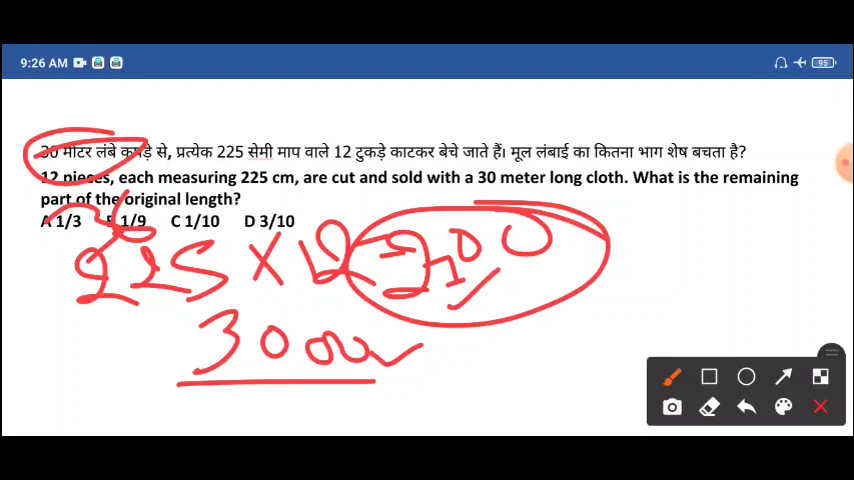 9:26 AM
95
30 मीटर लंबे कपड़े से, प्रत्येक 225 सेमी माप वाले 12 टुकड़े काटकर बेचे जाते हैं। मूल लंबाई का कितना भाग शेष बचता है?
12 pieces, each measuring 225 cm, are cut and sold with a 30 meter long cloth. What is the remaining
part of the original length?
A 1/3 B 1/9 C 1/10 D 3/10
225 X 12 2700
3000